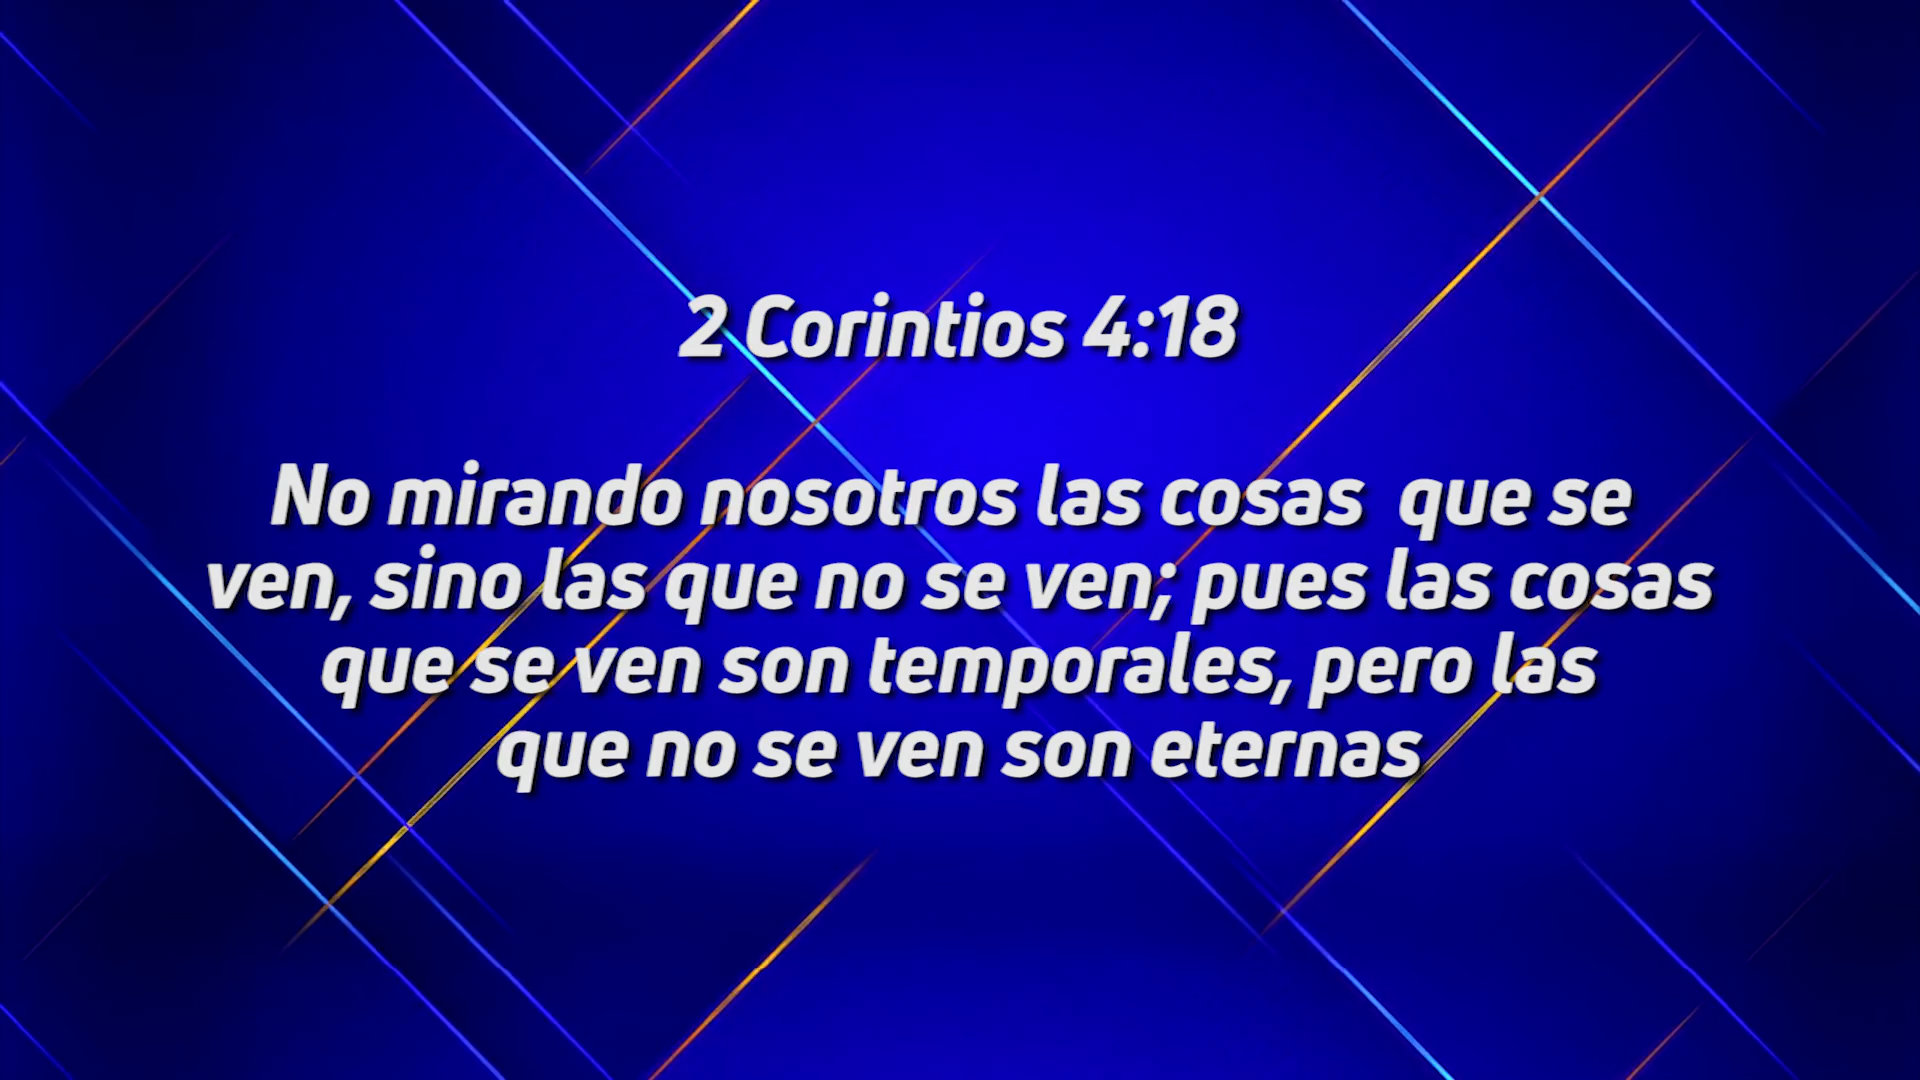 2 Corintios 4:18
No mirando nosotros las cosas  que se
ven, sino las que no se ven; pues las cosas
que se ven son temporales, pero las
que no se ven son eternas